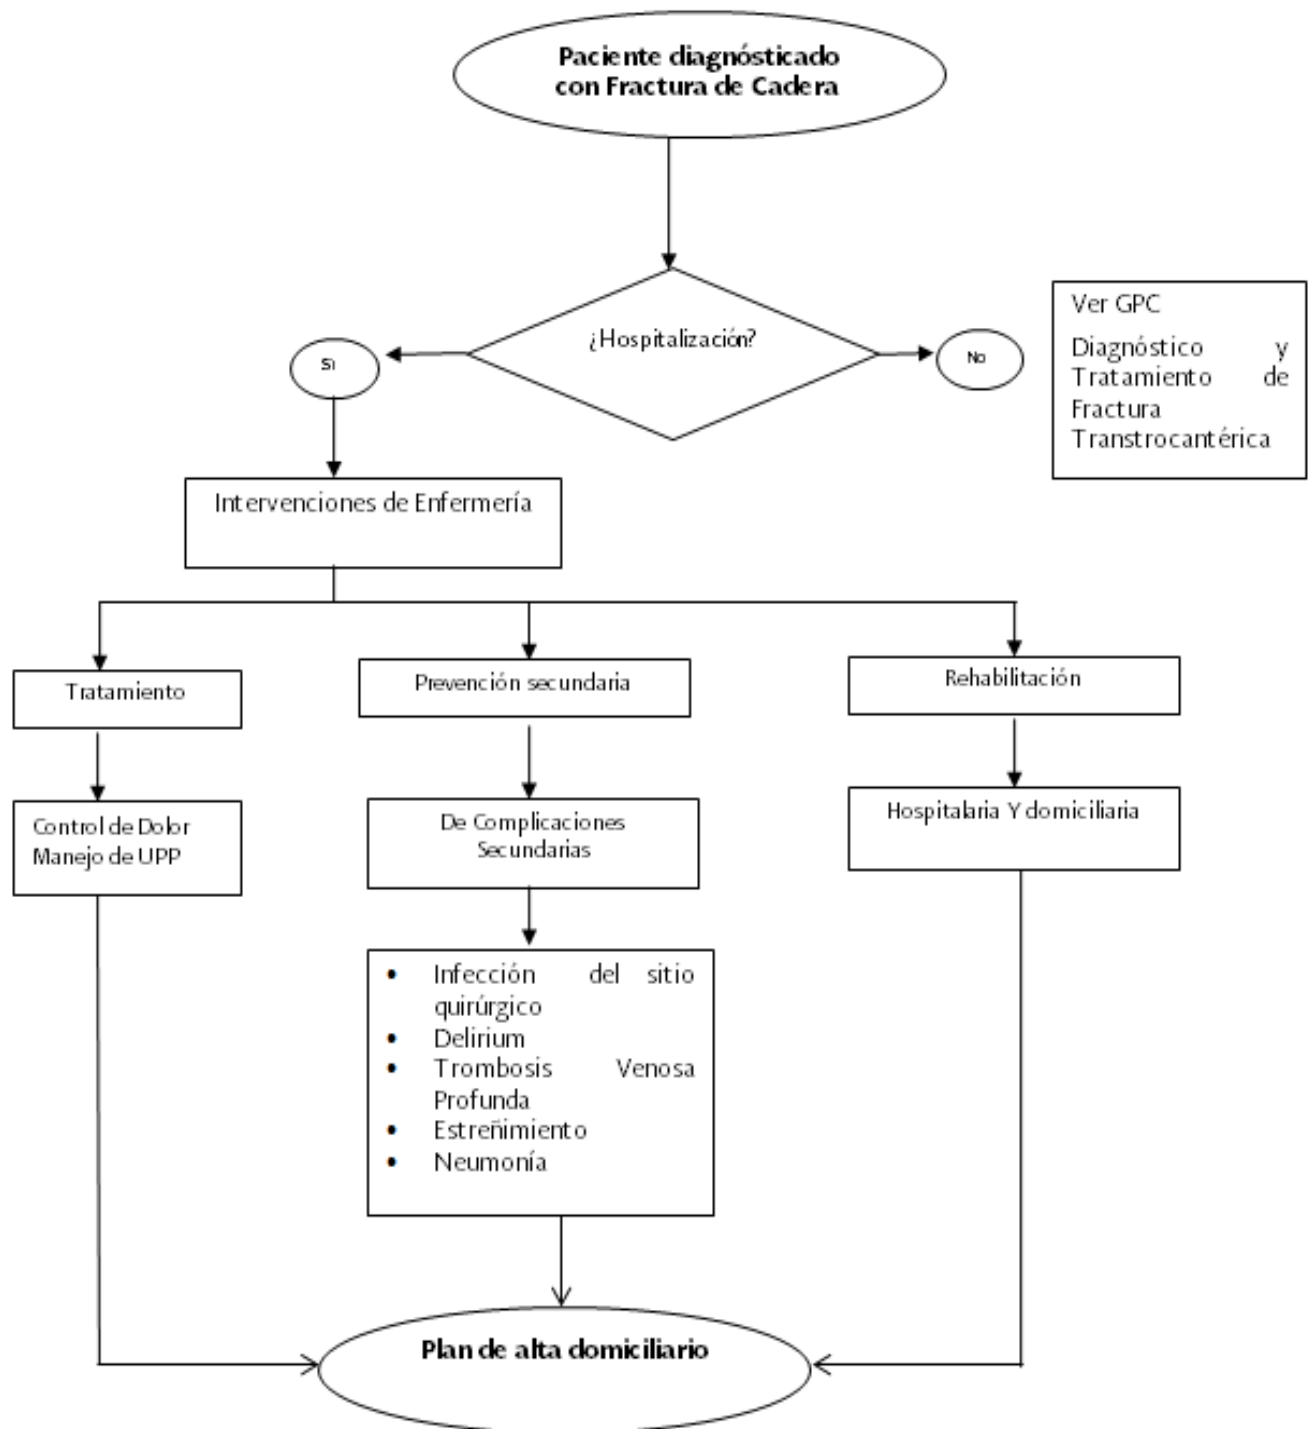 Paciente diagnósticado
con Fractura de Cadera
¿Hospitalización?
Si
No
Ver GPC
Diagnóstico y
Tratamiento de
Fractura
Transtrocantérica
Intervenciones de Enfermería
Tratamiento
Prevención secundaria
Rehabilitación
Control de Dolor
Manejo de UPP
De Complicaciones
Secundarias
Hospitalaria Y domiciliaria
• Infección del sitio
quirúrgico
• Delirium
• Trombosis Venosa
Profunda
• Estreñimiento
• Neumonía
Plan de alta domiciliario